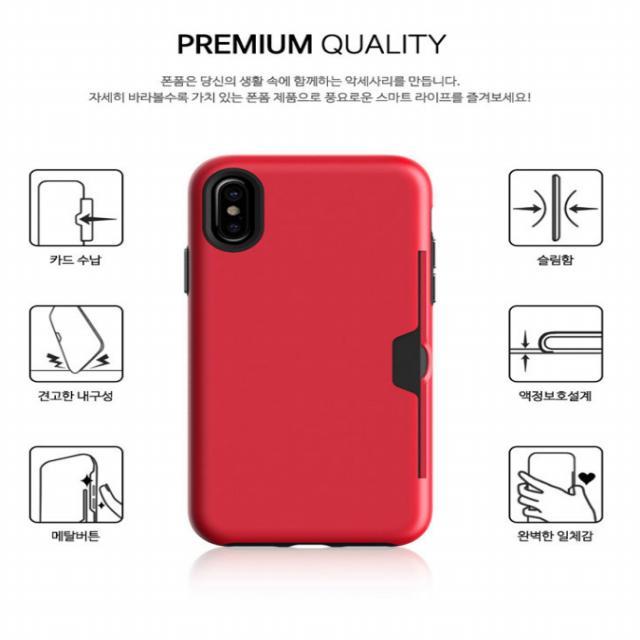 PREMIUM QUALITY
폰폼은 당신의 생활 속에 함께하는 악세사리를 만듭니다.
자세히 바라볼수록 가치 있는 폰폼 제품으로 풍요로운 스마트 라이프를 즐겨보세요!
카드 수납
슬림함
견고한 내구성
액정보호설계
메탈버튼
완벽한 일체감